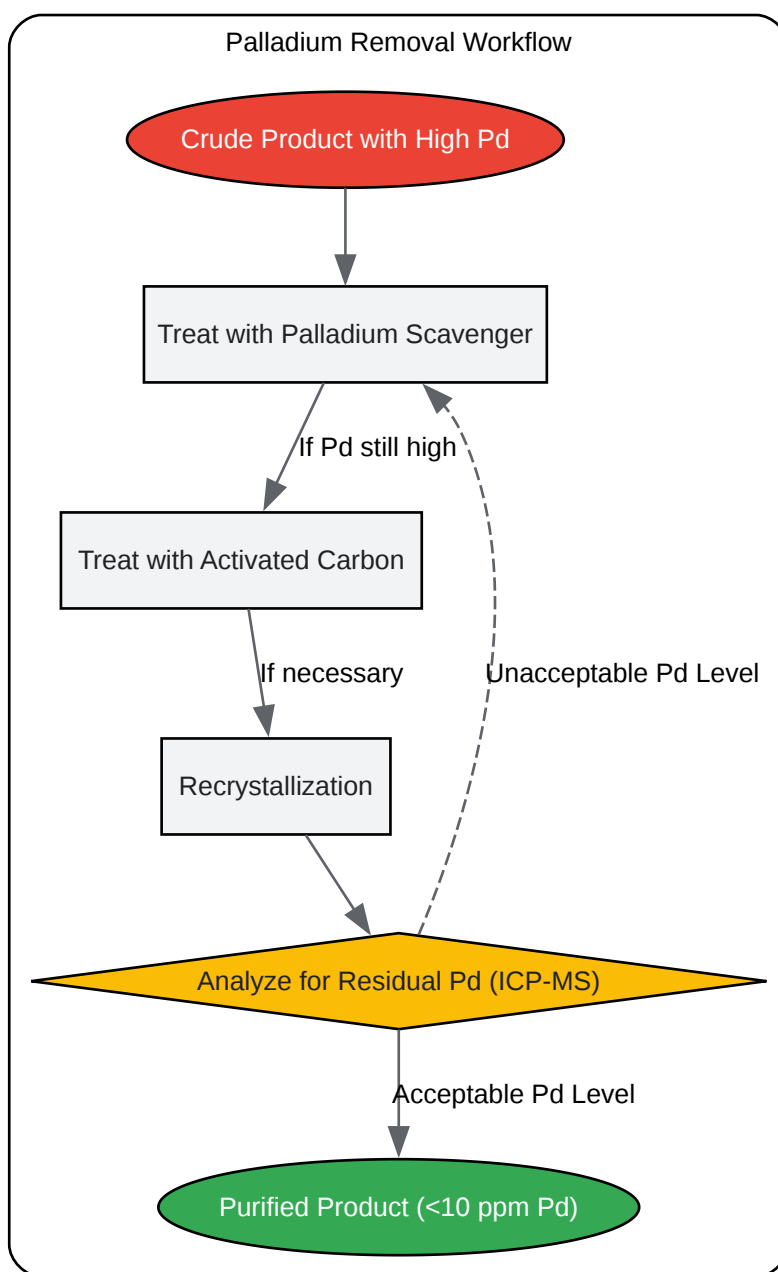 Palladium Removal Workflow
Crude Product with High Pd
Treat with Palladium Scavenger
If Pd still high
Treat with Activated Carbon
If necessary
Unacceptable Pd Level
Recrystallization
Analyze for Residual Pd (ICP-MS)
Acceptable Pd Level
Purified Product (<10 ppm Pd)